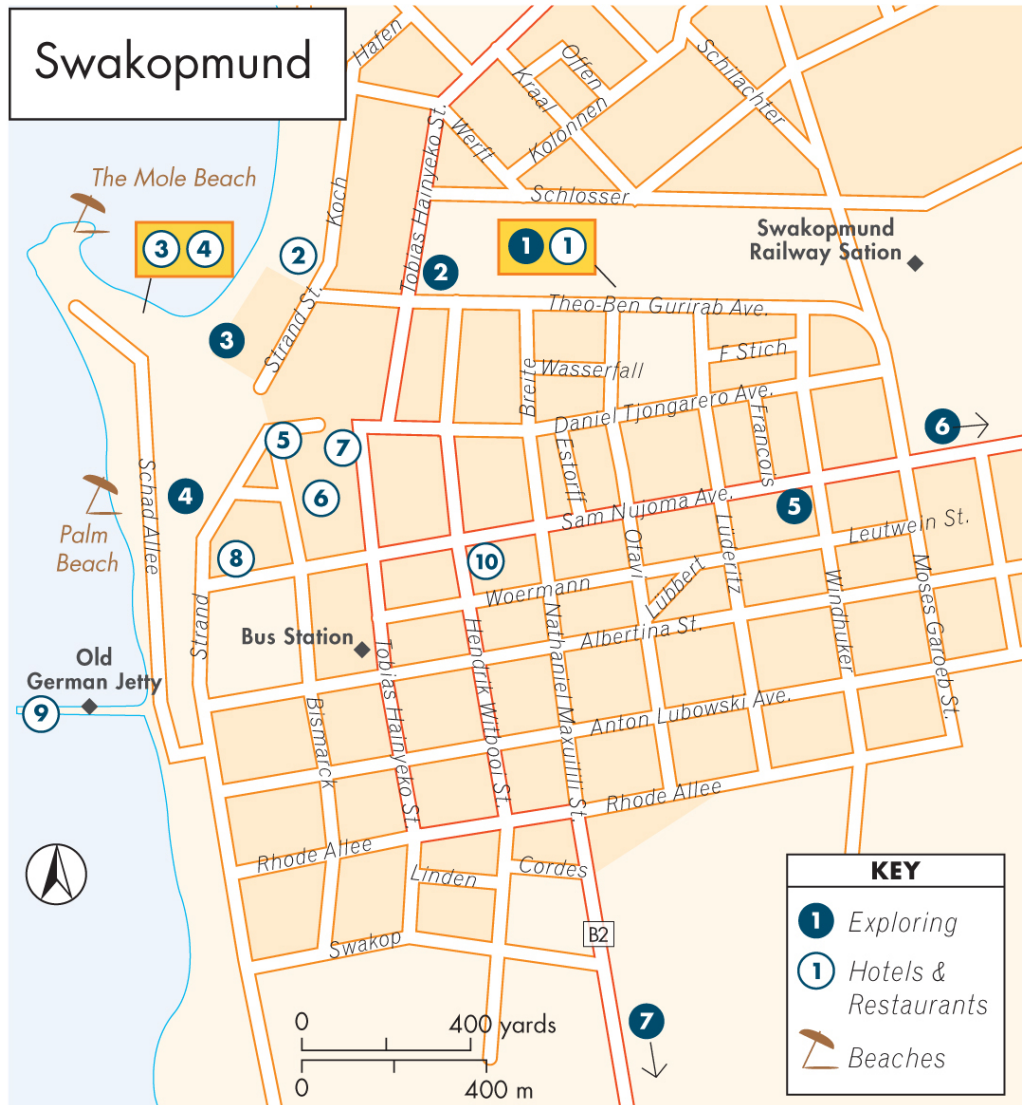 Swakopmund
Hafen
Offen
Kraal
Schilachter
Kolonnen
Werft
Tobias Hainyeko St.
Koch
Schlosser
The Mole Beach
3
4
2
1
1
2
Swakopmund
Railway Sation
Theo-Ben Gurirab Ave.
Strand St.
3
Wasserfall
F Stich
Breite
Daniel Tjongarero Ave.
Francois
Estorff
6
5
7
6
4
Schad Allee
Palm
Beach
Sam Nujoma Ave.
5
Leutwein St.
Otavi
Lüderitz
8
10
Woermann
Lubbert
Windhuker
Moses Garoeb St.
Strand
Bus Station
Albertina St.
Tobias Hainyeko St.
Hendrik Witbooi St.
Nathaniel Maxuilili St.
Old
German Jetty
9
Bismarck
Anton Lubowski Ave.
Rhode Allee
Rhode Allee
Linden
Cordes
Swakop
B2
7
0
400 yards
0
400 m
KEY
1 Exploring
1 Hotels &
Restaurants
Beaches